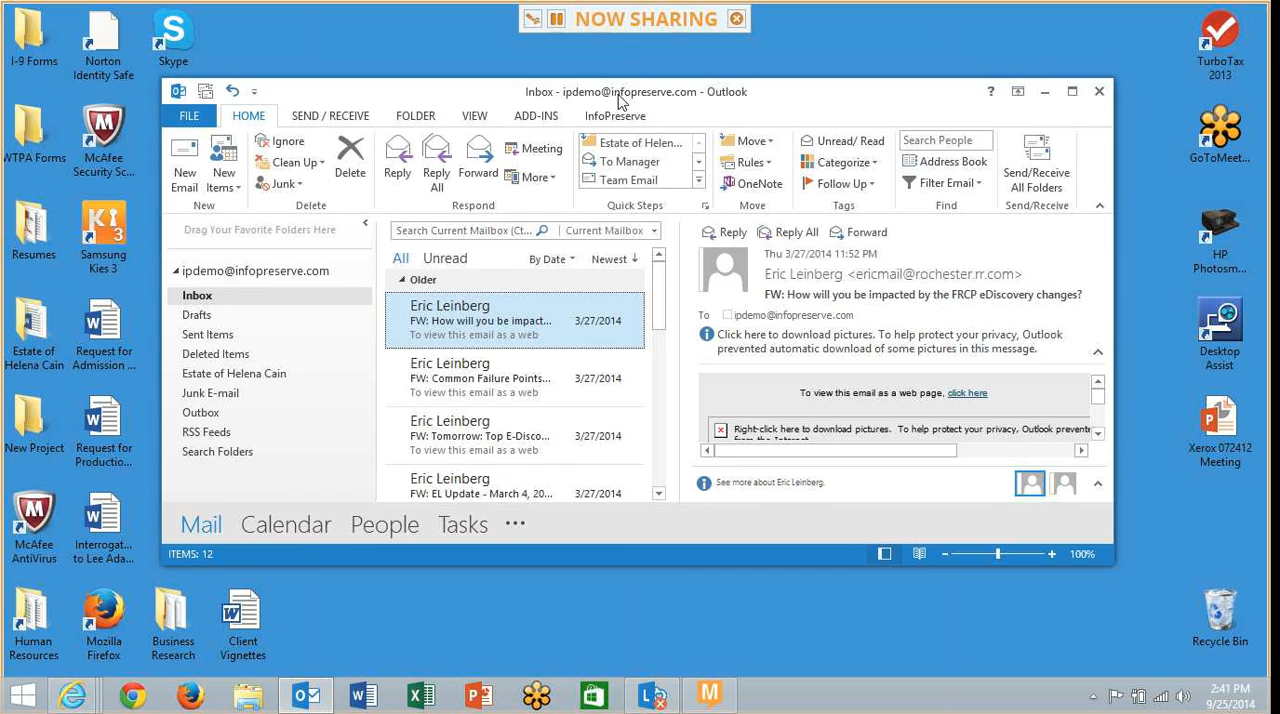 NOW SHARING
I-9 Forms
Norton
Identity Safe
Skype
TurboTax
2013
WTPA Forms
McAfee
Security Sc...
GoToMeet...
Resumes
Samsung
Kies 3
HP
Photosm...
Estate of
Helena Cain
Request for
Admission ...
Desktop
Assist
New Project
Request for
Productio...
Xerox 072412
Meeting
McAfee
AntiVirus
Interrogat...
to Lee Ada...
Human
Resources
Mozilla
Firefox
Business
Research
Client
Vignettes
Recycle Bin
Inbox - ipdemo@infopreserve.com - Outlook
FILE HOME SEND / RECEIVE FOLDER VIEW ADD-INS InfoPreserve
New
Email
New
Items
New
Ignore
Clean Up
Junk
Delete
Delete
Reply
Reply
All
Forward
Meeting
More
Respond
Estate of Helen...
To Manager
Team Email
Quick Steps
Move
Rules
OneNote
Move
Unread/ Read
Categorize
Follow Up
Tags
Search People
Address Book
Filter Email
Find
Send/Receive
All Folders
Send/Receive
Drag Your Favorite Folders Here
ipdemo@infopreserve.com
Inbox
Drafts
Sent Items
Deleted Items
Estate of Helena Cain
Junk E-mail
Outbox
RSS Feeds
Search Folders
Search Current Mailbox (Ct... Current Mailbox
All Unread By Date Newest
Older
Eric Leinberg
FW: How will you be impact... 3/27/2014
To view this email as a web
Eric Leinberg
FW: Common Failure Points... 3/27/2014
To view this email as a web
Eric Leinberg
FW: Tomorrow: Top E-Disco... 3/27/2014
To view this email as a web
Eric Leinberg
FW: EL Update - March 4, 20... 3/27/2014
Reply Reply All Forward
Thu 3/27/2014 11:52 PM
Eric Leinberg <ericmail@rochester.rr.com>
FW: How will you be impacted by the FRCP eDiscovery changes?
To ipdemo@infopreserve.com
Click here to download pictures. To help protect your privacy, Outlook
prevented automatic download of some pictures in this message.
To view this email as a web page, click here
Right-click here to download pictures. To help protect your privacy, Outlook prevente
from the Internet.
See more about Eric Leinberg.
Mail Calendar People Tasks ...
ITEMS: 12
100%
2:41 PM
9/25/2014